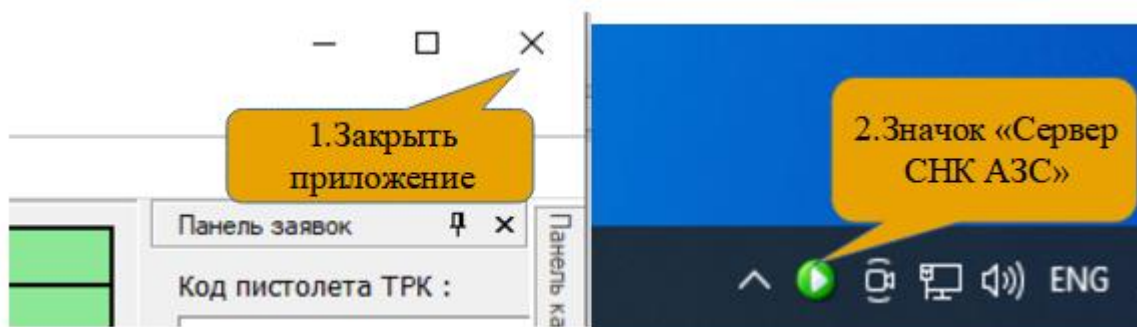 1.Закрыть
приложение
Панель заявок
Код пистолета ТРК :
Панель ка
2.Значок «Сервер
СНК АЗС»
ENG